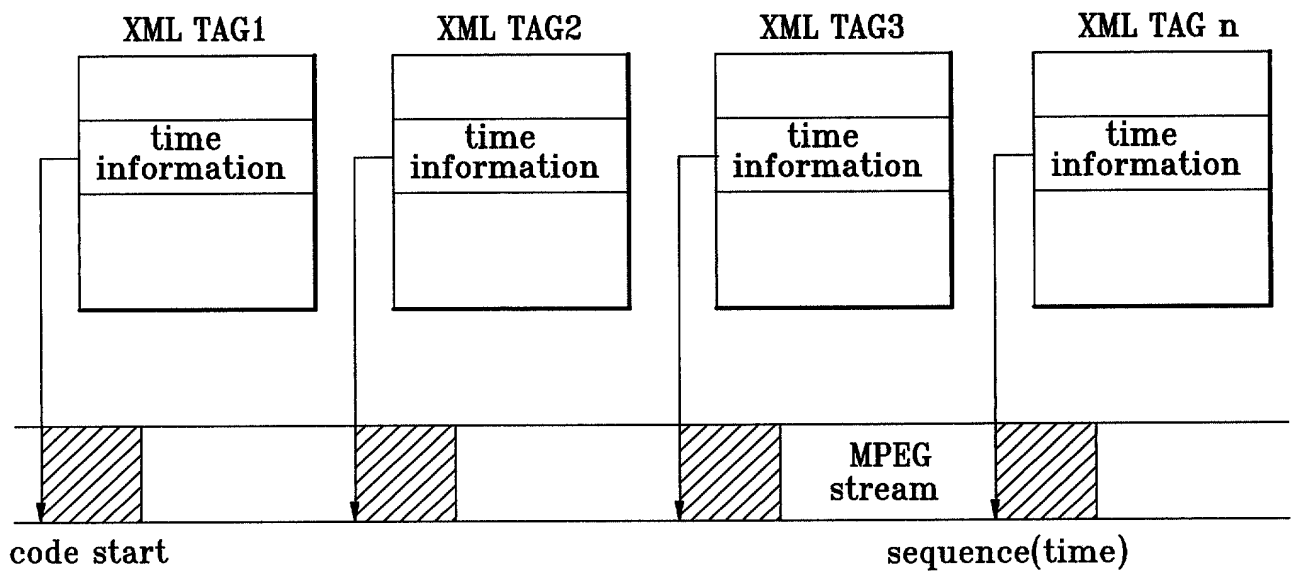 XML TAG1
XML TAG2
XML TAG3
XML TAG n
time
information
time
information
time
information
time
information
MPEG
stream
code start
sequence(time)